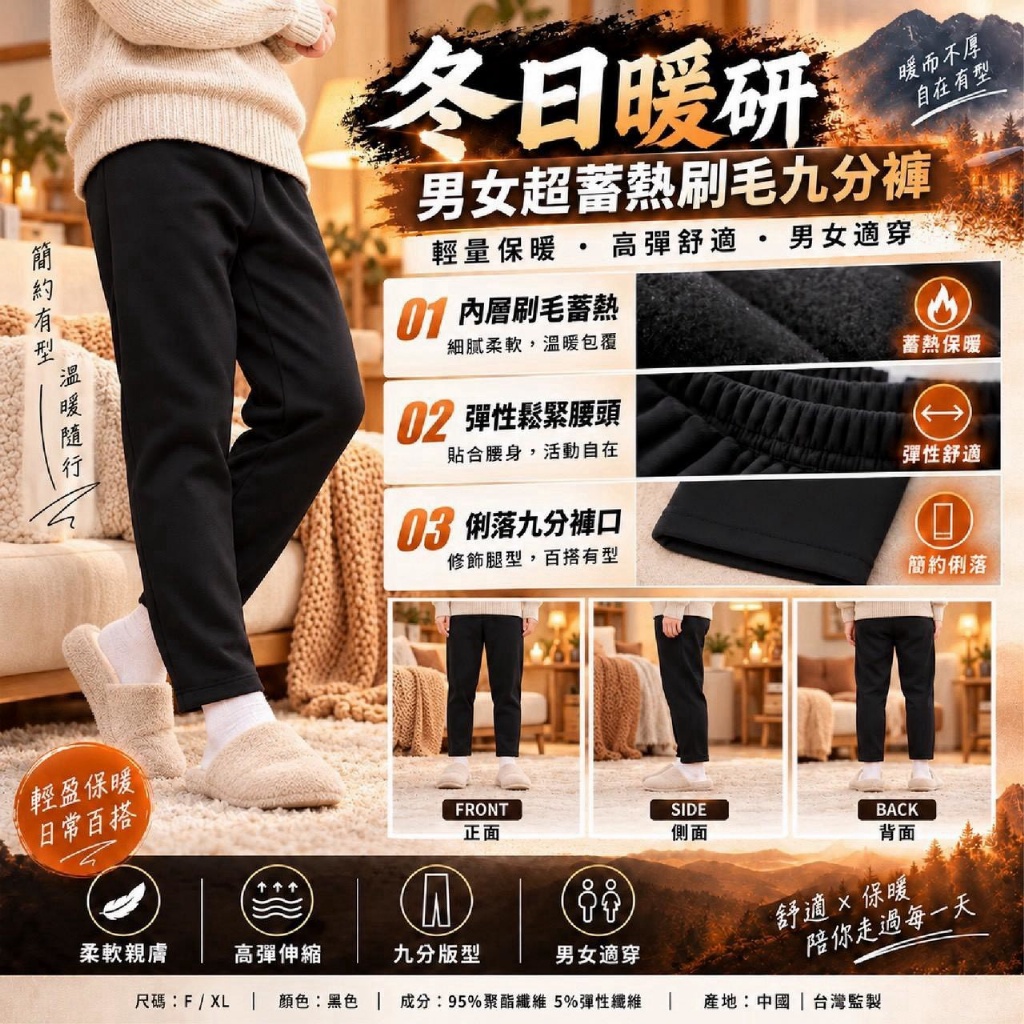 冬日暖研
暖而不厚
自在有型
男女超蓄熱刷毛九分褲
輕量保暖・高彈舒適・男女適穿
簡約有型
溫暖隨行
01 內層刷毛蓄熱
細膩柔軟,溫暖包覆
蓄熱保暖
02 彈性鬆緊腰頭
貼合腰身,活動自在
彈性舒適
03 俐落九分褲口
修飾腿型,百搭有型
簡約俐落
FRONT
正面
SIDE
側面
BACK
背面
輕盈保暖
日常百搭
柔軟親膚
高彈伸縮
九分版型
男女適穿
舒適×保暖
陪你走過每一天
尺碼:F / XL | 顏色:黑色 | 成分:95%聚酯纖維 5%彈性纖維 | 產地:中國|台灣監製